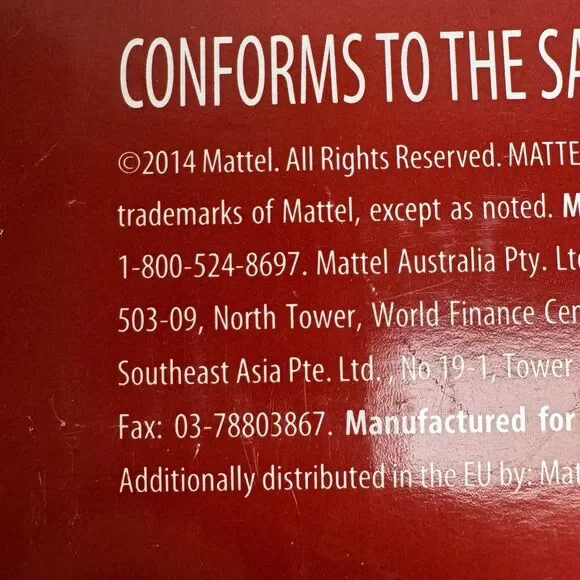 CONFORMS TO THE SA
©2014 Mattel. All Rights Reserved. MATTE
trademarks of Mattel, except as noted. M
1-800-524-8697. Mattel Australia Pty. Ltd
503-09, North Tower, World Finance Cen
Southeast Asia Pte. Ltd. , No 19-1, Tower
Fax: 03-78803867. Manufactured for
Additionally distributed in the EU by: Mat